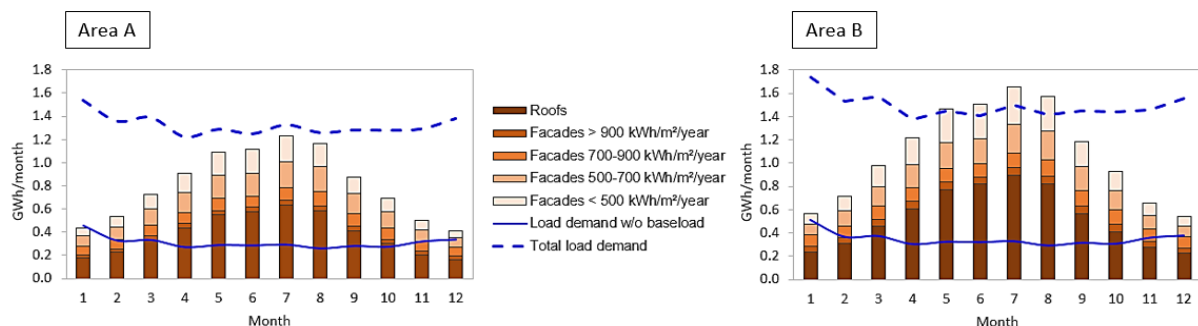 Area A
GWh/month
1.8
1.6
1.4
1.2
1.0
0.8
0.6
0.4
0.2
0.0
1 2 3 4 5 6 7 8 9 10 11 12
Month
Roofs
Facades > 900 kWh/m²/year
Facades 700-900 kWh/m²/year
Facades 500-700 kWh/m²/year
Facades < 500 kWh/m²/year
Load demand w/o baseload
Total load demand
Area B
GWh/month
1.8
1.6
1.4
1.2
1.0
0.8
0.6
0.4
0.2
0.0
1 2 3 4 5 6 7 8 9 10 11 12
Month